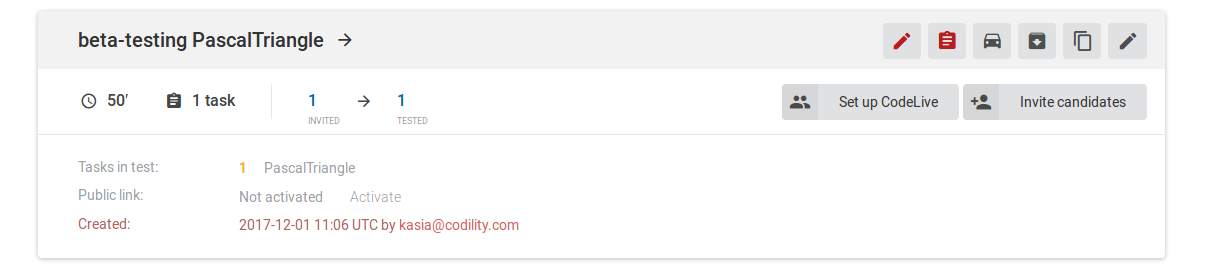 beta-testing PascalTriangle →
50' 1 task 1 → 1 Set up CodeLive Invite candidates
INVITED TESTED
Tasks in test: 1 PascalTriangle
Public link: Not activated Activate
Created: 2017-12-01 11:06 UTC by kasia@codility.com